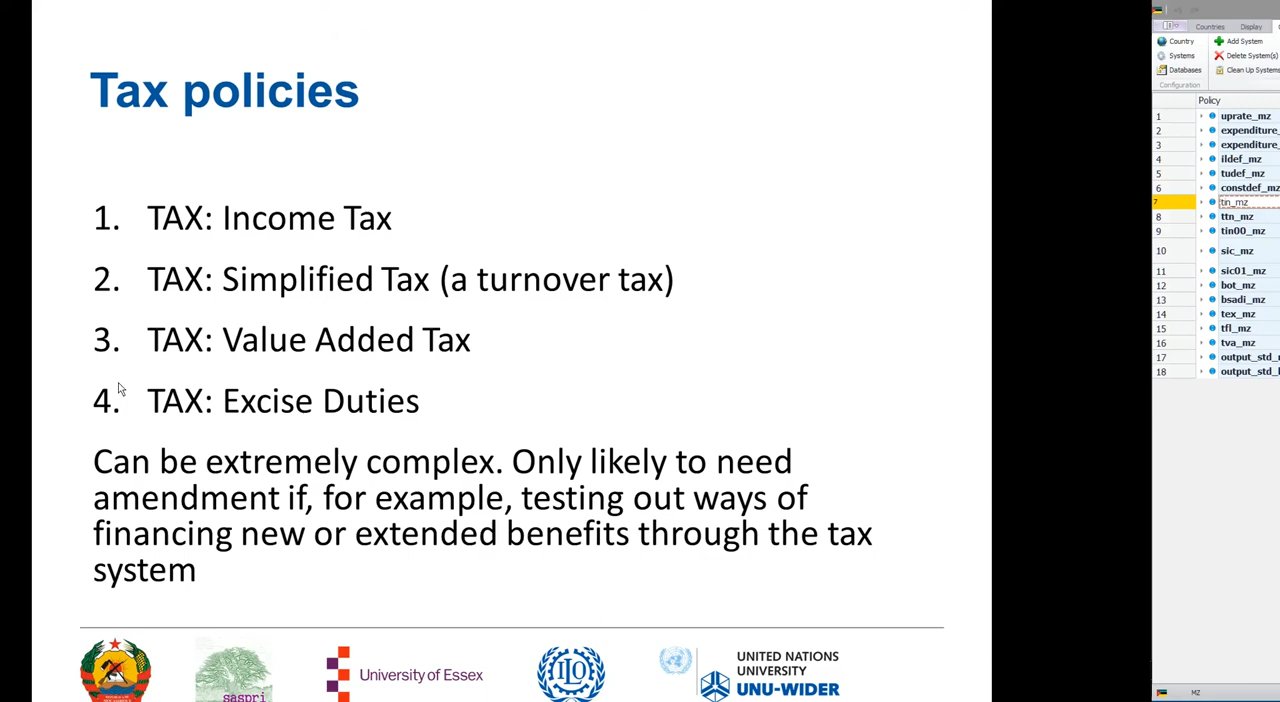 Tax policies
1. TAX: Income Tax
2. TAX: Simplified Tax (a turnover tax)
3. TAX: Value Added Tax
4. TAX: Excise Duties
Can be extremely complex. Only likely to need
amendment if, for example, testing out ways of
financing new or extended benefits through the tax
system
saspri
University of Essex
UNITED NATIONS
UNIVERSITY
UNU-WIDER
Countries Display
Country Add System
Systems Delete System(s)
Databases Clean Up Systems
Configuration
Policy
1 uprate_mz
2 expenditure_
3 expenditure_
4 ildef_mz
5 tudef_mz
6 constdef_mz
7 tin_mz
8 ttn_mz
9 tin00_mz
10 sic_mz
11 sic01_mz
12 bot_mz
13 bsadi_mz
14 tex_mz
15 tfl_mz
16 tva_mz
17 output_std_
18 output_std_
MZ